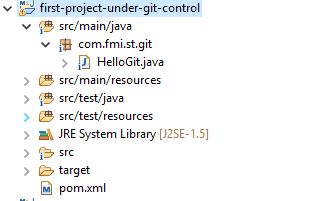 first-project-under-git-control
src/main/java
com.fmi.st.git
HelloGit.java
src/main/resources
src/test/java
src/test/resources
JRE System Library [J2SE-1.5]
src
target
pom.xml